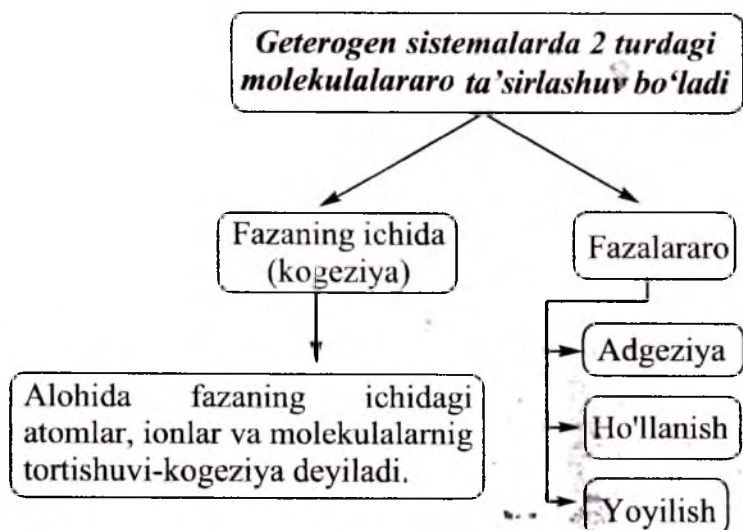 Geterogen sistemalarda 2 turdagi
molekulalararo ta'sirlashuv bo‘ladi
Fazaning ichida
(kogeziya)
Fazalararo
Alohida fazaning ichidagi
atomlar, ionlar va molekulalarnig
tortishuvi-kogeziya deyiladi.
Adgeziya
Ho'llanish
Yoyilish